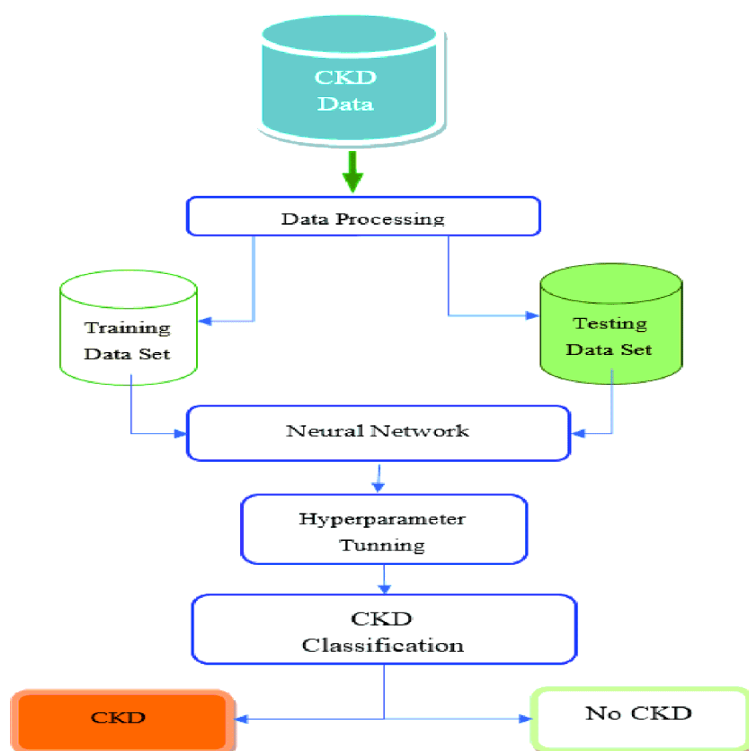 CKD
Data
Data Processing
Training
Data Set
Testing
Data Set
Neural Network
Hyperparameter
Tunning
CKD
Classification
CKD
No CKD